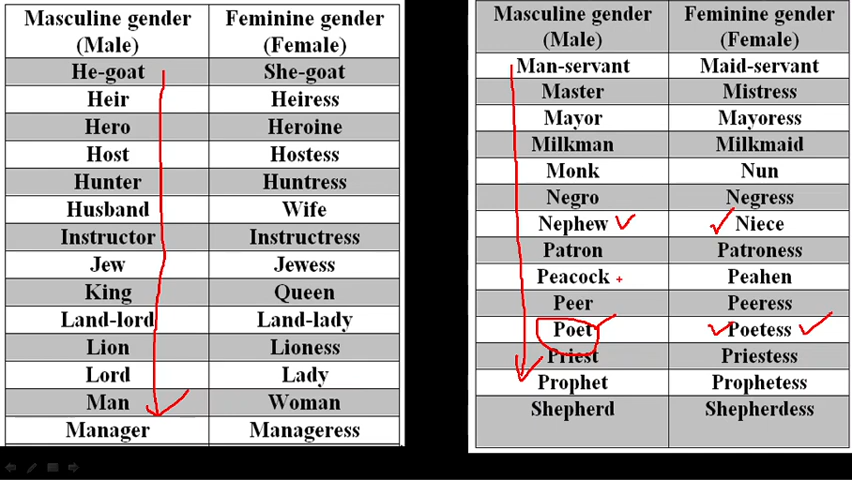 Masculine gender Feminine gender
(Male) (Female)
He-goat She-goat
Heir Heiress
Hero Heroine
Host Hostess
Hunter Huntress
Husband Wife
Instructor Instructress
Jew Jewess
King Queen
Land-lord Land-lady
Lion Lioness
Lord Lady
Man Woman
Manager Manageress
Masculine gender Feminine gender
(Male) (Female)
Man-servant Maid-servant
Master Mistress
Mayor Mayoress
Milkman Milkmaid
Monk Nun
Negro Negress
Nephew Niece
Patron Patroness
Peacock Peahen
Peer Peeress
Poet Poetess
Priest Priestess
Prophet Prophetess
Shepherd Shepherdess